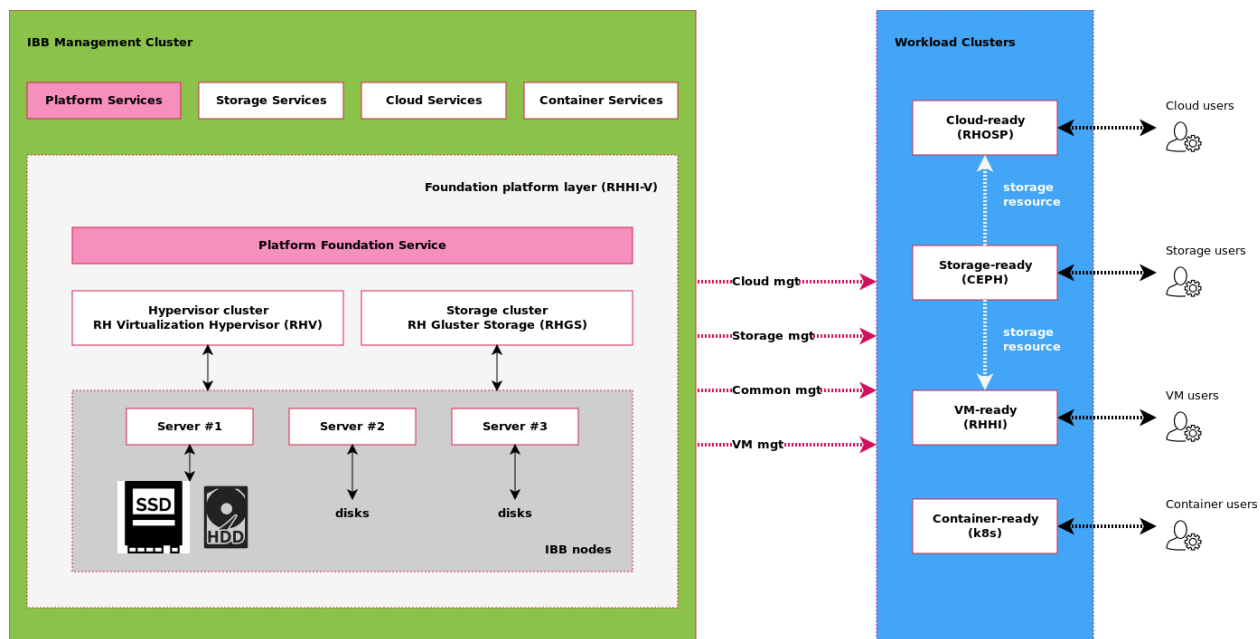 IBB Management Cluster
Platform Services
Storage Services
Cloud Services
Container Services
Foundation platform layer (RHHI-V)
Platform Foundation Service
Hypervisor cluster
RH Virtualization Hypervisor (RHV)
Storage cluster
RH Gluster Storage (RHGS)
Server #1
Server #2
Server #3
SSD
HDD
disks
disks
IBB nodes
Cloud mgt
Storage mgt
Common mgt
VM mgt
Workload Clusters
Cloud-ready
(RHOSP)
storage
resource
Storage-ready
(CEPH)
storage
resource
VM-ready
(RHHI)
Container-ready
(k8s)
Cloud users
Storage users
VM users
Container users